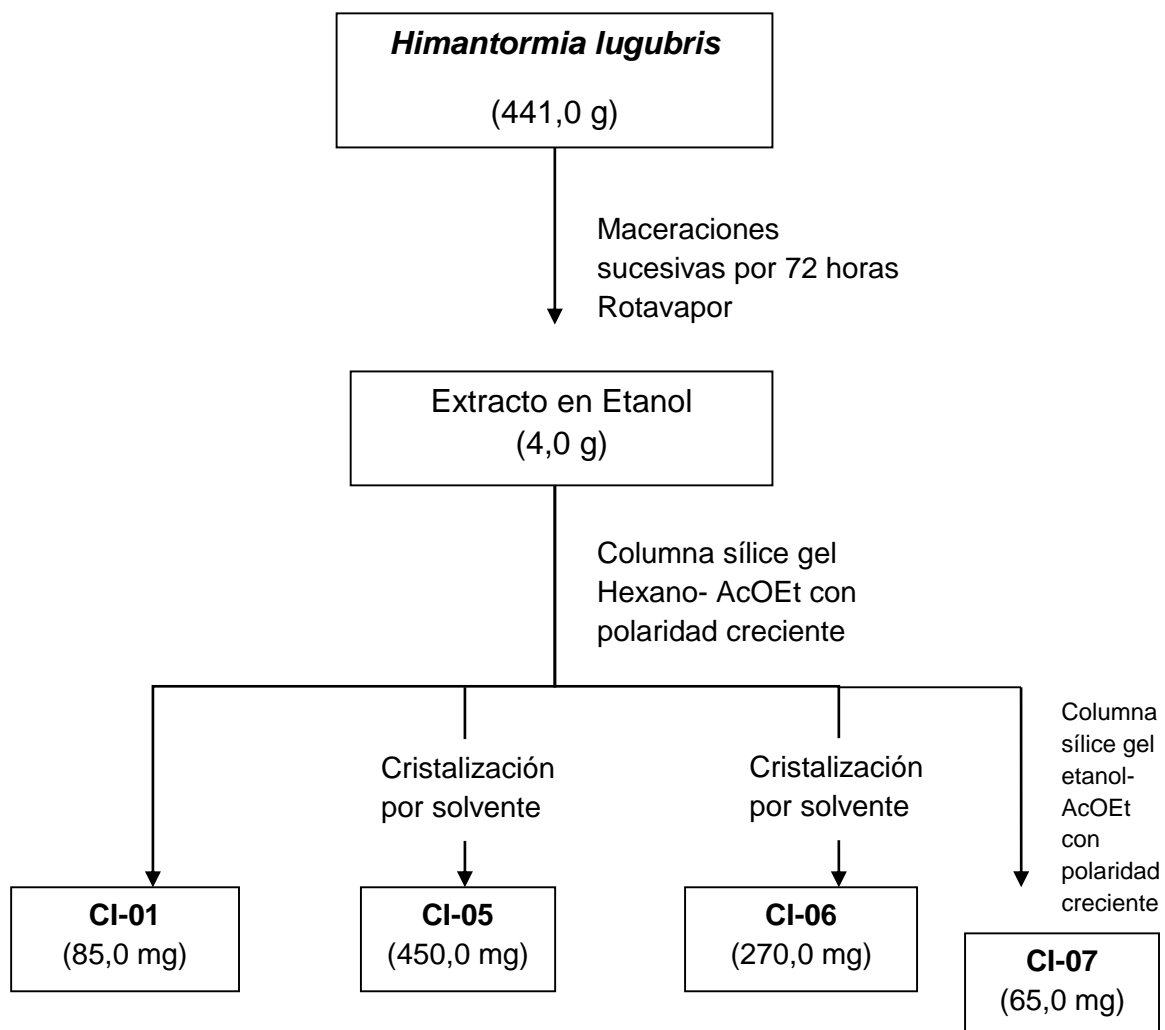 Himantormia lugubris
(441,0 g)
Maceraciones
sucesivas por 72 horas
Rotavapor
Extracto en Etanol
(4,0 g)
Columna sílice gel
Hexano- AcOEt con
polaridad creciente
Cristalización
por solvente
Cristalización
por solvente
Columna
sílice gel
etanol-
AcOEt
con
polaridad
creciente
CI-01
(85,0 mg)
CI-05
(450,0 mg)
CI-06
(270,0 mg)
CI-07
(65,0 mg)